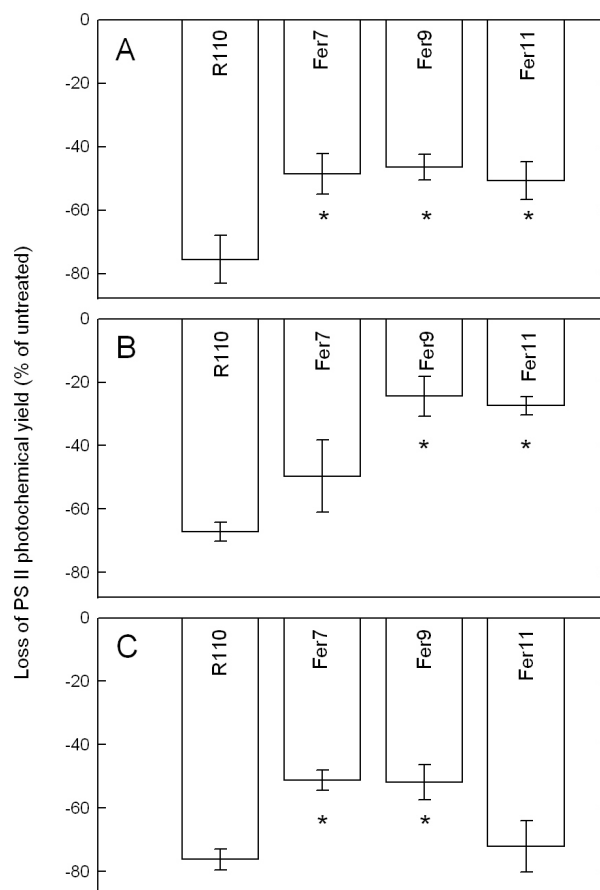 Loss of PS II photochemical yield (% of untreated)
A
0
-20
-40
-60
-80
R110
Fer7
Fer9
Fer11
*
*
*
B
0
-20
-40
-60
-80
R110
Fer7
Fer9
Fer11
*
*
C
0
-20
-40
-60
-80
R110
Fer7
Fer9
Fer11
*
*